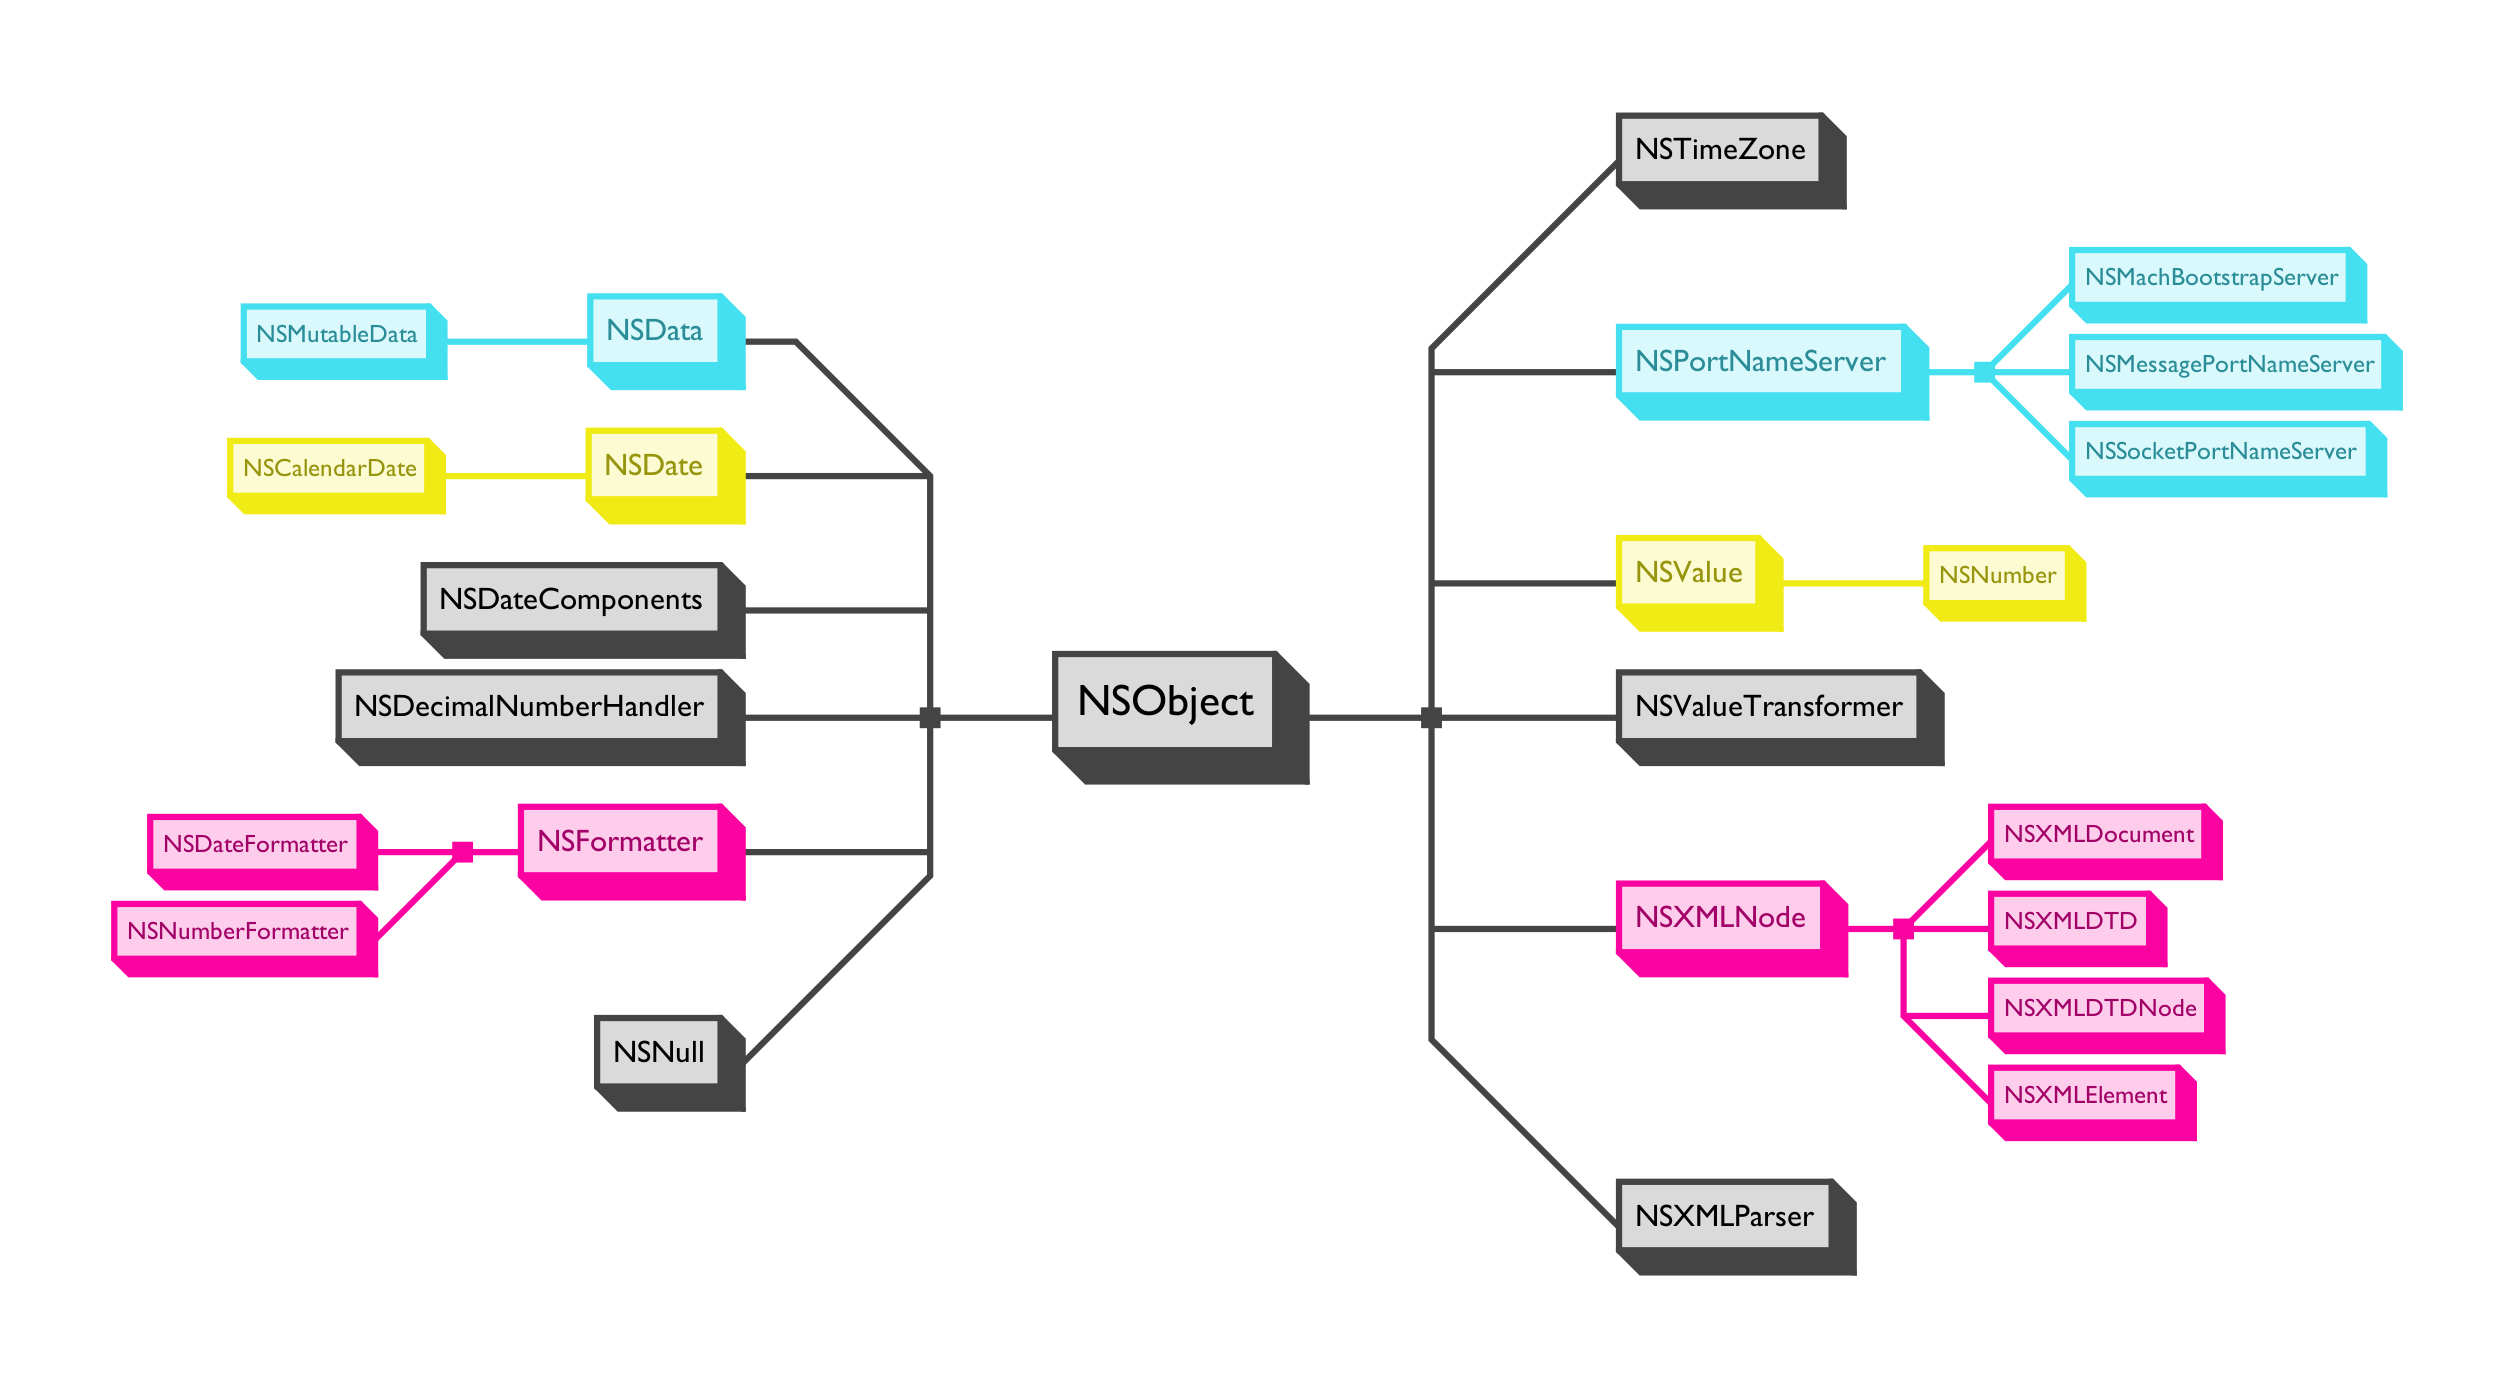 NSObject
NSData
NSMutableData
NSDate
NSCalendarDate
NSDateComponents
NSDecimalNumberHandler
NSFormatter
NSDateFormatter
NSNumberFormatter
NSNull
NSTimeZone
NSPortNameServer
NSMachBootstrapServer
NSMessagePortNameServer
NSSocketPortNameServer
NSValue
NSNumber
NSValueTransformer
NSXMLNode
NSXMLDocument
NSXMLDTD
NSXMLDTDNode
NSXMLElement
NSXMLParser